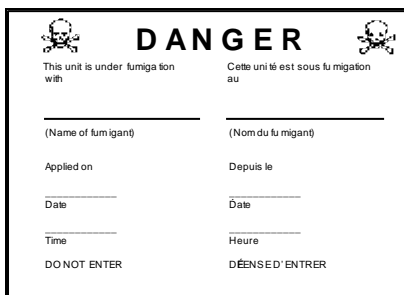 DANGER
This unit is under fumigation with
Cette unité est sous fumigation au
(Name of fumigant)
(Nom du fumigant)
Applied on
Depuis le
Date
Date
Time
Heure
DO NOT ENTER
DÉFENSE D'ENTRER